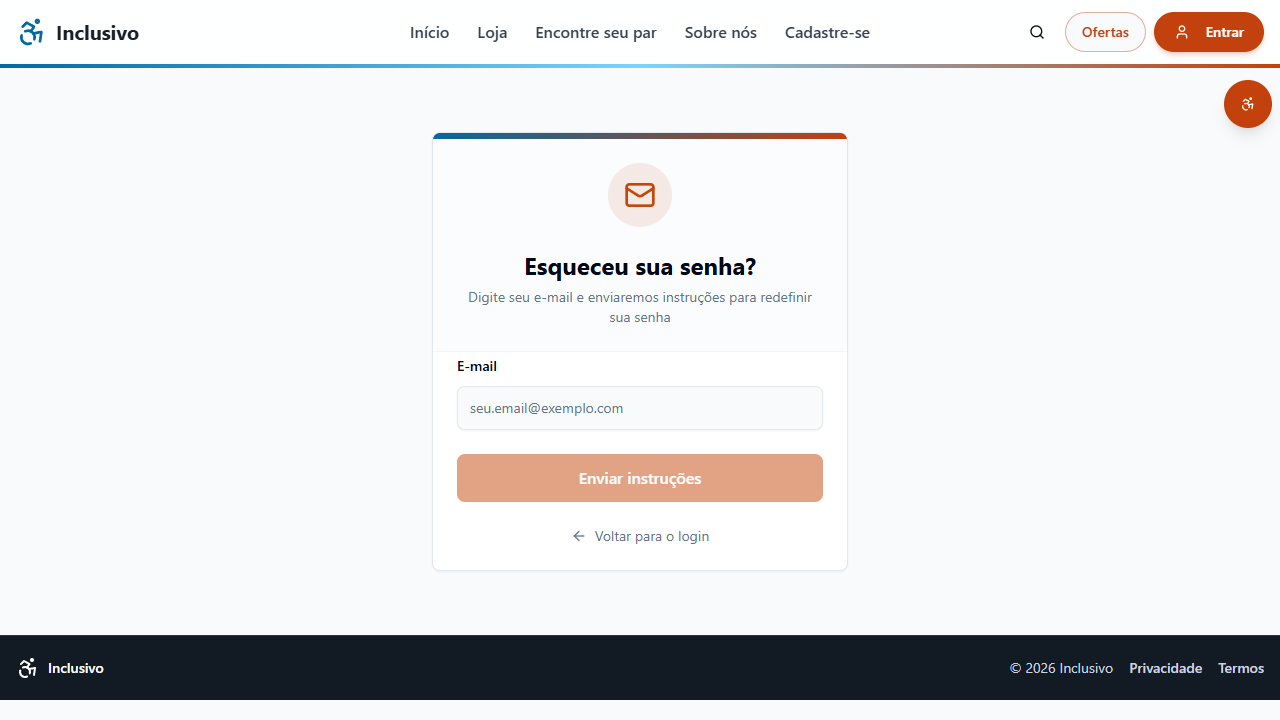 Inclusivo
Início
Loja
Encontre seu par
Sobre nós
Cadastre-se
Ofertas
Entrar
Esqueceu sua senha?
Digite seu e-mail e enviaremos instruções para redefinir
sua senha
E-mail
seu.email@exemplo.com
Enviar instruções
Voltar para o login
Inclusivo
© 2026 Inclusivo
Privacidade
Termos